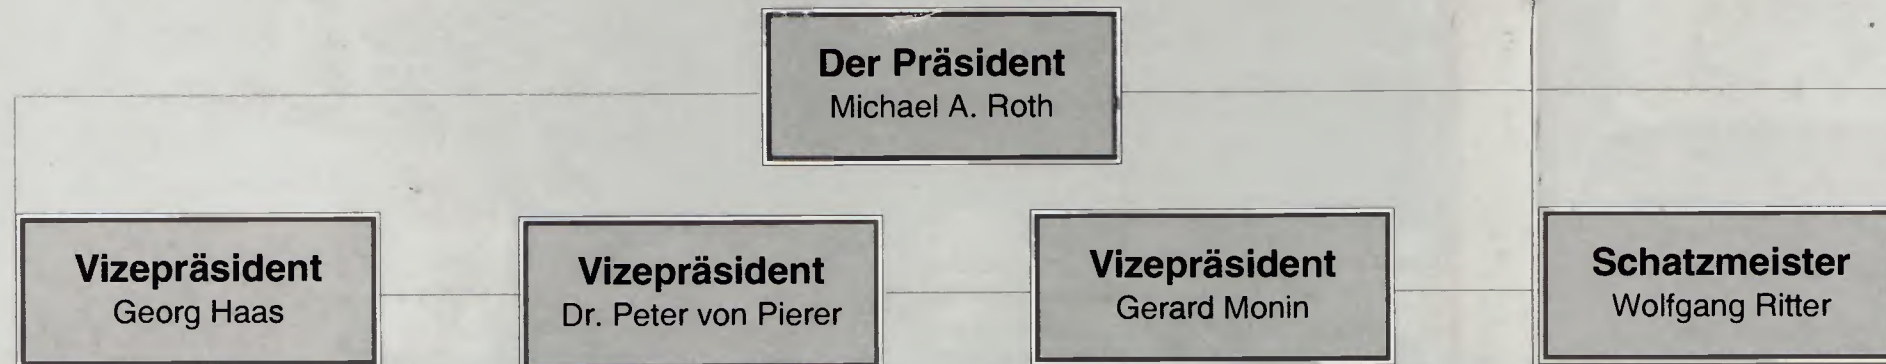 Der Präsident
Michael A. Roth
Vizepräsident
Georg Haas
Vizepräsident
Dr. Peter von Pierer
Vizepräsident
Gerard Monin
Schatzmeister
Wolfgang Ritter